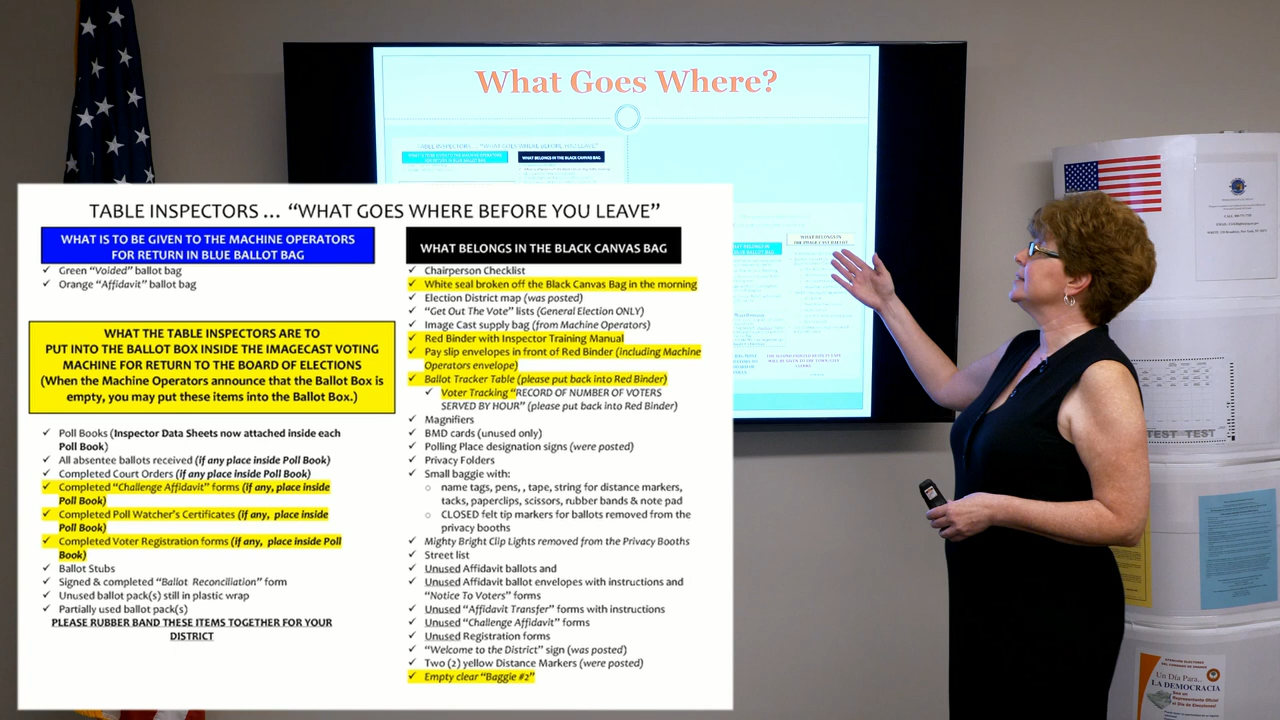 What Goes Where?
TABLE INSPECTORS … "WHAT GOES WHERE BEFORE YOU LEAVE"
WHAT IS TO BE GIVEN TO THE MACHINE OPERATORS
FOR RETURN IN BLUE BALLOT BAG
✓ Green "Voided" ballot bag
✓ Orange "Affidavit" ballot bag
WHAT THE TABLE INSPECTORS ARE TO
PUT INTO THE BALLOT BOX INSIDE THE IMAGECAST VOTING
MACHINE FOR RETURN TO THE BOARD OF ELECTIONS
(When the Machine Operators announce that the Ballot Box is
empty, you may put these items into the Ballot Box.)
✓ Poll Books (Inspector Data Sheets now attached inside each
Poll Book)
✓ All absentee ballots received (if any place inside Poll Book)
✓ Completed Court Orders (if any place inside Poll Book)
✓ Completed "Challenge Affidavit" forms (if any, place inside
Poll Book)
✓ Completed Poll Watcher's Certificates (if any, place inside
Poll Book)
✓ Completed Voter Registration forms (if any, place inside Poll
Book)
✓ Ballot Stubs
✓ Signed & completed "Ballot Reconciliation" form
✓ Unused ballot pack(s) still in plastic wrap
✓ Partially used ballot pack(s)
PLEASE RUBBER BAND THESE ITEMS TOGETHER FOR YOUR
DISTRICT
WHAT BELONGS IN THE BLACK CANVAS BAG
✓ Chairperson Checklist
✓ White seal broken off the Black Canvas Bag in the morning
✓ Election District map (was posted)
✓ "Get Out The Vote" lists (General Election ONLY)
✓ Image Cast supply bag (from Machine Operators)
✓ Red Binder with Inspector Training Manual
✓ Pay slip envelopes in front of Red Binder (including Machine
Operators envelope)
✓ Ballot Tracker Table (please put back into Red Binder)
✓ Voter Tracking "RECORD OF NUMBER OF VOTERS
SERVED BY HOUR" (please put back into Red Binder)
✓ Magnifiers
✓ BMD cards (unused only)
✓ Polling Place designation signs (were posted)
✓ Privacy Folders
✓ Small baggie with:
○ name tags, pens, , tape, string for distance markers,
tacks, paperclips, scissors, rubber bands & note pad
○ CLOSED felt tip markers for ballots removed from the
privacy booths
✓ Mighty Bright Clip Lights removed from the Privacy Booths
✓ Street list
✓ Unused Affidavit ballots and
✓ Unused Affidavit ballot envelopes with instructions and
"Notice To Voters" forms
✓ Unused "Affidavit Transfer" forms with instructions
✓ Unused "Challenge Affidavit" forms
✓ Unused Registration forms
✓ "Welcome to the District" sign (was posted)
✓ Two (2) yellow Distance Markers (were posted)
✓ Empty clear "Baggie #2"
WHAT BELONGS IN THE BLACK CANVAS BAG
TEST TEST
Un Día Para..
LA DEMOCRACIA